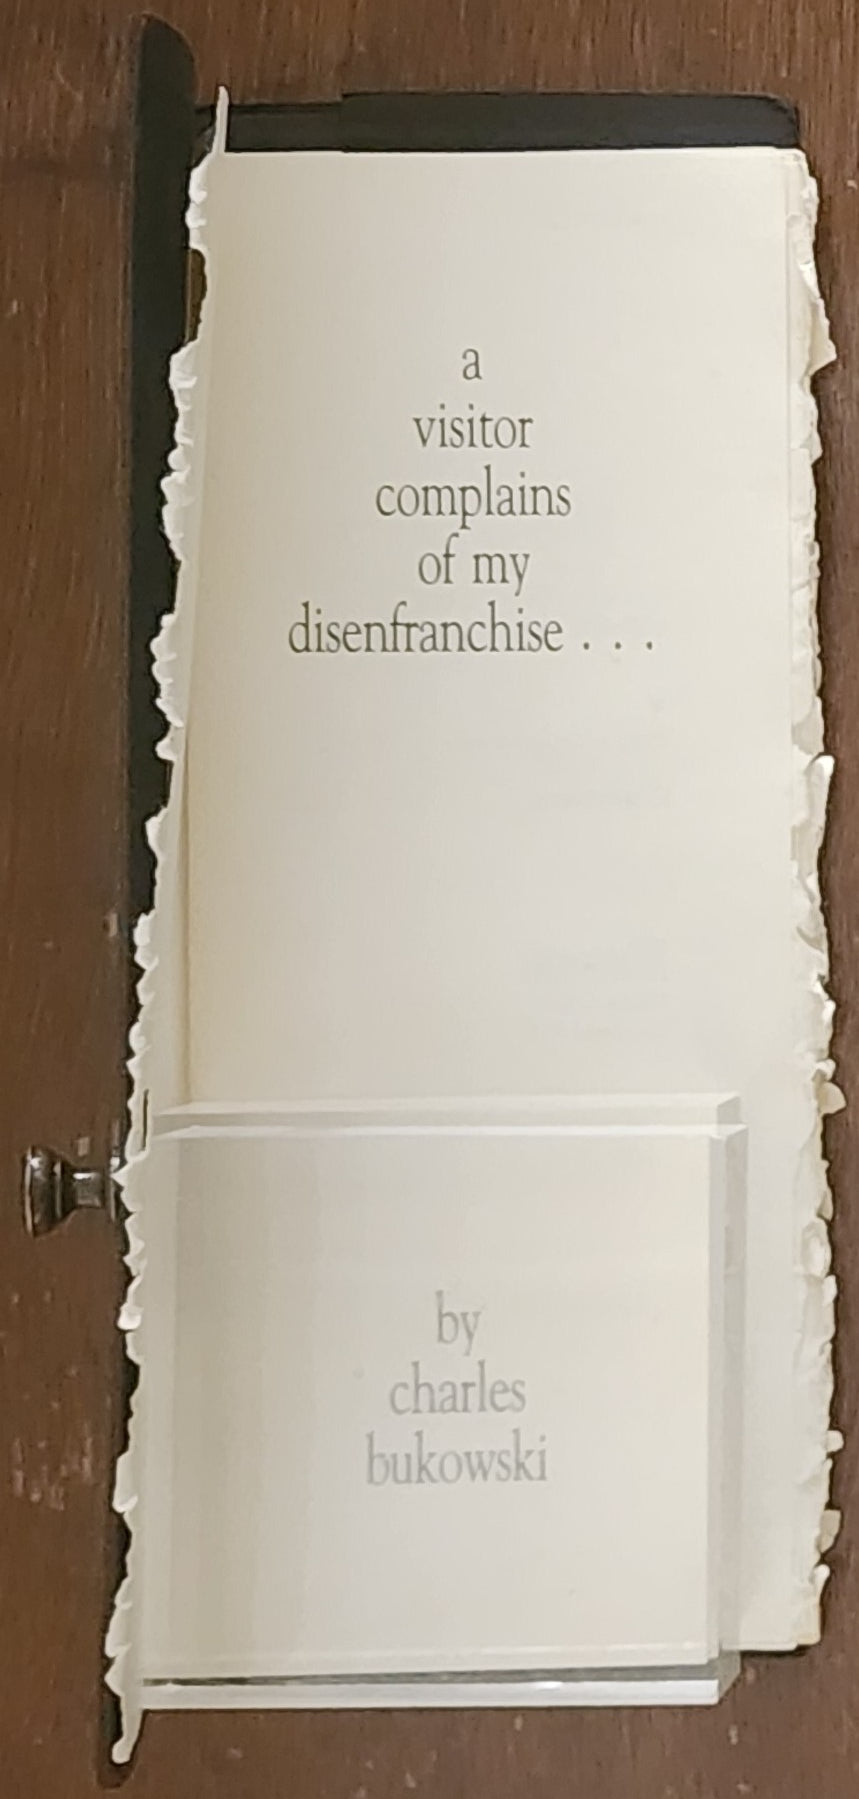 a
visitor
complains
of my
disenfranchise . . .
by
charles
bukowski